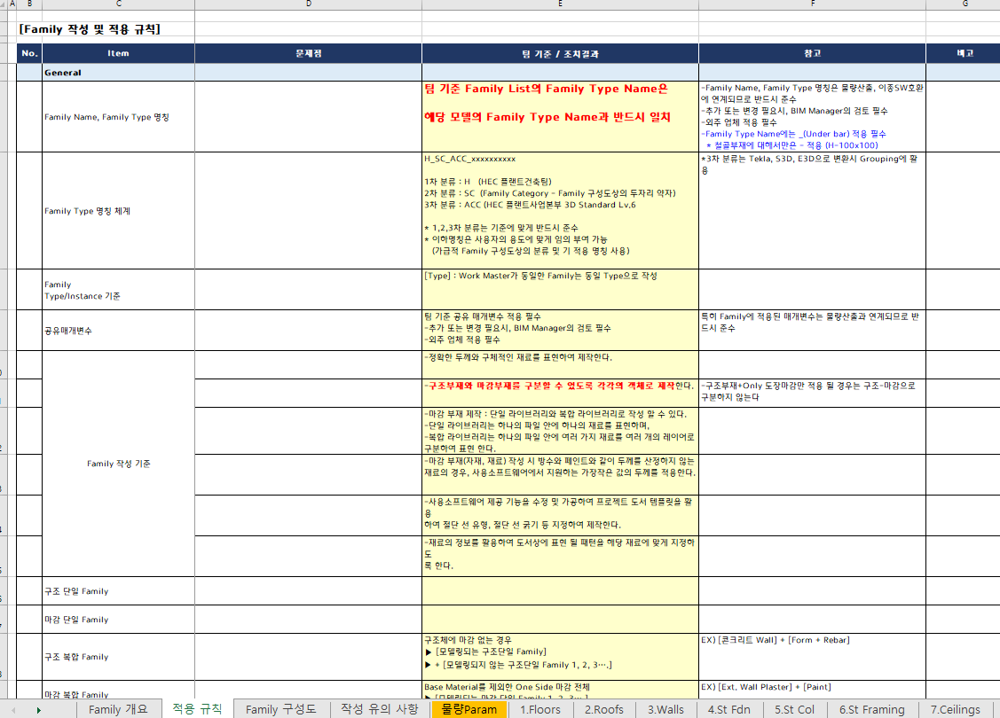 A B C D E F G
[Family 작성 및 적용 규칙]
No. Item 문제점 팀 기준 / 조치결과 참고 비고
General
Family Name, Family Type 명칭
팀 기준 Family List의 Family Type Name은
해당 모델의 Family Type Name과 반드시 일치
-Family Name, Family Type 명칭은 물량산출, 이종SW호환
에 연계되므로 반드시 준수
-추가 또는 변경 필요시, BIM Manager의 검토 필수
-외주 업체 적용 필수
-Family Type Name에는 _(Under bar) 적용 필수
* 철골부재에 대해서만은 - 적용 (H-100x100)
Family Type 명칭 체계
H_SC_ACC_xxxxxxxxxx
1차 분류 : H (HEC 플랜트건축팀)
2차 분류 : SC (Family Category - Family 구성도상의 두자리 약자)
3차 분류 : ACC (HEC 플랜트사업본부 3D Standard Lv.6
* 1,2,3차 분류는 기준에 맞게 반드시 준수
* 이하명칭은 사용자의 용도에 맞게 임의 부여 가능
(가급적 Family 구성도상의 분류 및 기 적용 명칭 사용)
*3차 분류는 Tekla, S3D, E3D으로 변환시 Grouping에 활
용
Family
Type/Instance 기준
[Type] : Work Master가 동일한 Family는 동일 Type으로 작성
공유매개변수
팀 기준 공유 매개변수 적용 필수
-추가 또는 변경 필요시, BIM Manager의 검토 필수
-외주 업체 적용 필수
특히 Family에 적용된 매개변수는 물량산출과 연계되므로 반
드시 준수
Family 작성 기준
-정확한 두께와 구체적인 재료를 표현하여 제작한다.
-구조부재와 마감부재를 구분할 수 있도록 각각의 객체로 제작한다.
-구조부재+Only 도장마감만 적용 될 경우는 구조-마감으로
구분하지 않는다
-마감 부재 제작 : 단일 라이브러리와 복합 라이브러리로 작성 할 수 있다.
-단일 라이브러리는 하나의 파일 안에 하나의 재료를 표현하며,
-복합 라이브러리는 하나의 파일 안에 여러 가지 재료를 여러 개의 레이어로
구분하여 표현 한다.
-마감 부재(자재, 재료) 작성 시 방수와 페인트와 같이 두께를 산정하지 않는
재료의 경우, 사용소프트웨어에서 지원하는 가장작은 값의 두께를 적용한다.
-사용소프트웨어 제공 기능을 수정 및 가공하여 프로젝트 도서 템플릿을 활
용
하여 절단 선 유형, 절단 선 굵기 등 지정하여 제작한다.
-재료의 정보를 활용하여 도서상에 표현 될 패턴을 해당 재료에 맞게 지정하
도
록 한다.
구조 단일 Family
마감 단일 Family
구조 복합 Family
구조체에 마감 없는 경우
▶ [모델링되는 구조단일 Family]
▶ + [모델링되지 않는 구조단일 Family 1, 2, 3….]
EX) [콘크리트 Wall] + [Form + Rebar]
마감 복합 Family
Base Material를 제외한 One Side 마감 전체
▶ [모델링되는 마감 단일 Family 1, 2, 3…]
EX) [Ext, Wall Plaster] + [Paint]
Family 개요 적용 규칙 Family 구성도 작성 유의 사항 물량Param 1.Floors 2.Roofs 3.Walls 4.St Fdn 5.St Col 6.St Framing 7.Ceilings